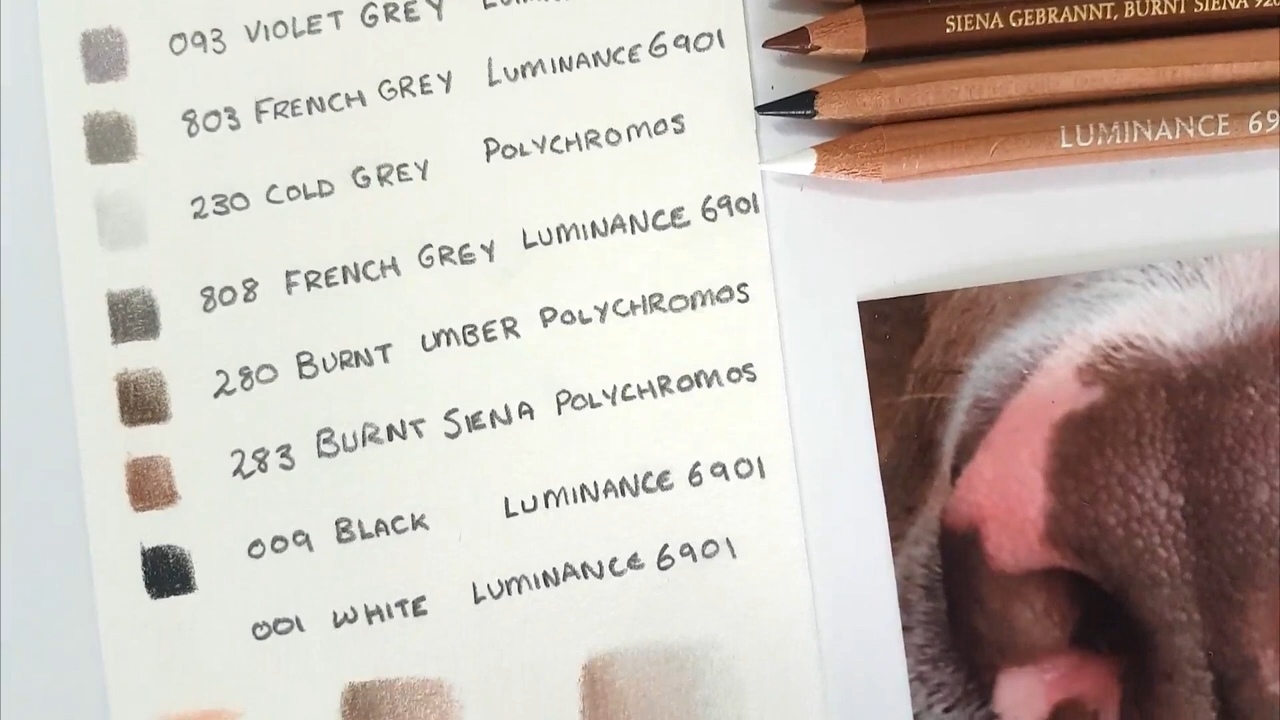 093 VIOLET GREY
803 FRENCH GREY LUMINANCE 6901
230 COLD GREY POLYCHROMOS
808 FRENCH GREY LUMINANCE 6901
280 BURNT UMBER POLYCHROMOS
283 BURNT SIENA POLYCHROMOS
009 BLACK LUMINANCE 6901
001 WHITE LUMINANCE 6901
SIENA GEBRANNT, BURNT SIENA
LUMINANCE 69